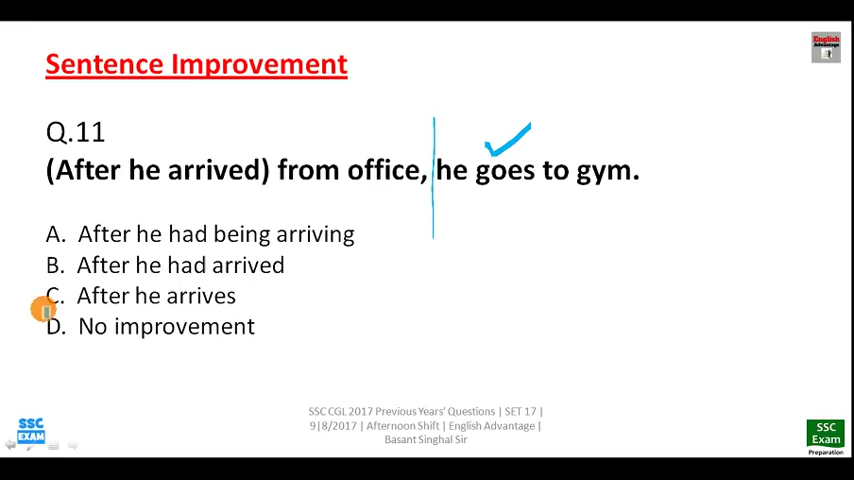 Sentence Improvement
English
Advantage
Q.11
(After he arrived) from office, he goes to gym.
A. After he had being arriving
B. After he had arrived
C. After he arrives
D. No improvement
SSC CGL 2017 Previous Years' Questions | SET 17 |
9|8/2017 | Afternoon Shift | English Advantage |
Basant Singhal Sir
SSC
EXAM
SSC
Exam
Preparation